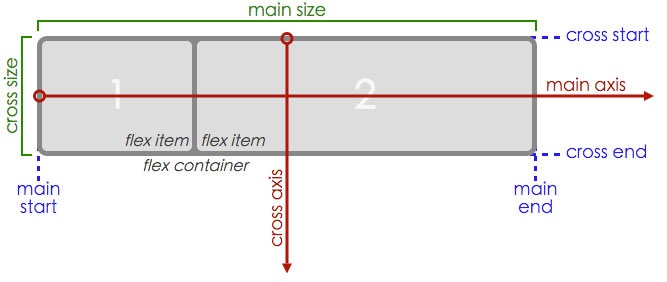 main size
cross start
cross size
1
2
main axis
flex item
flex item
cross end
flex container
cross axis
main
start
main
end